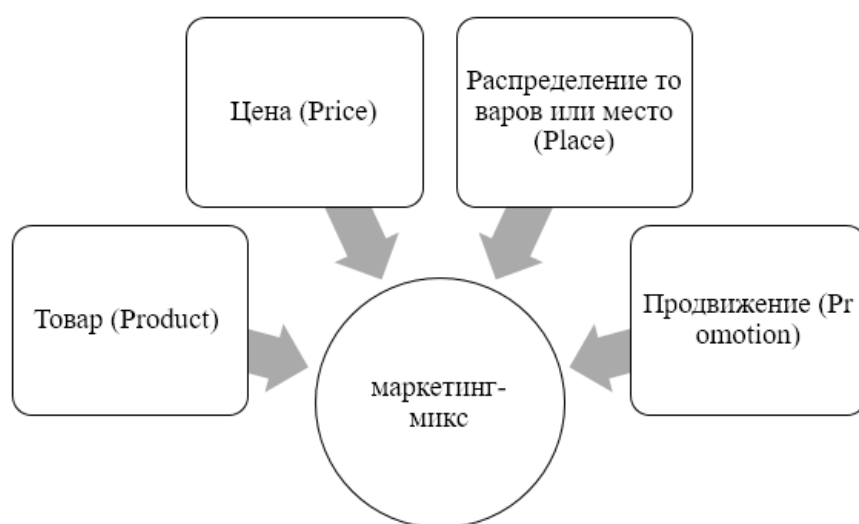 Цена (Price)
Распределение то
варов или место
(Place)
Товар (Product)
Продвижение (Pr
omotion)
маркетинг-
микс